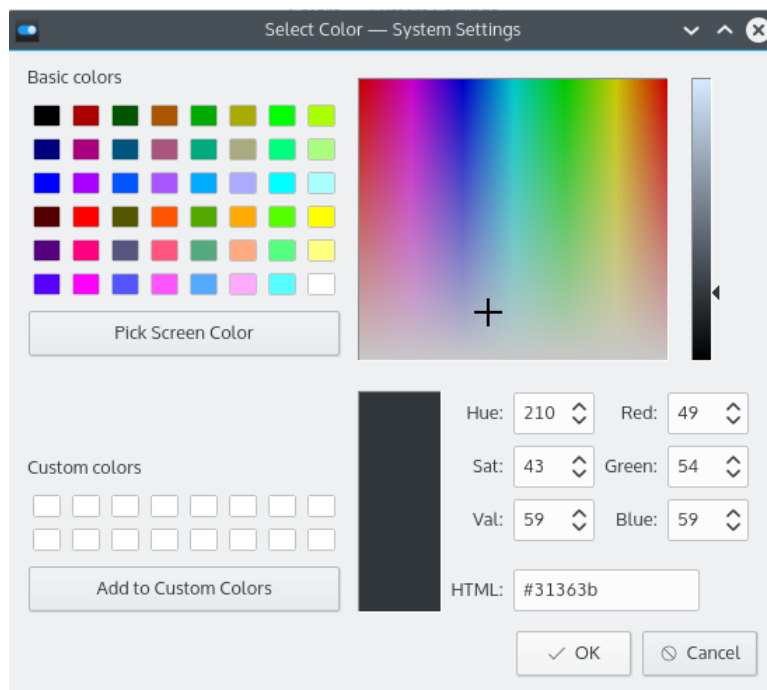 Select Color — System Settings
Basic colors
Pick Screen Color
Hue: 210 Red: 49
Custom colors
Sat: 43 Green: 54
Val: 59 Blue: 59
Add to Custom Colors
HTML: #31363b
OK Cancel